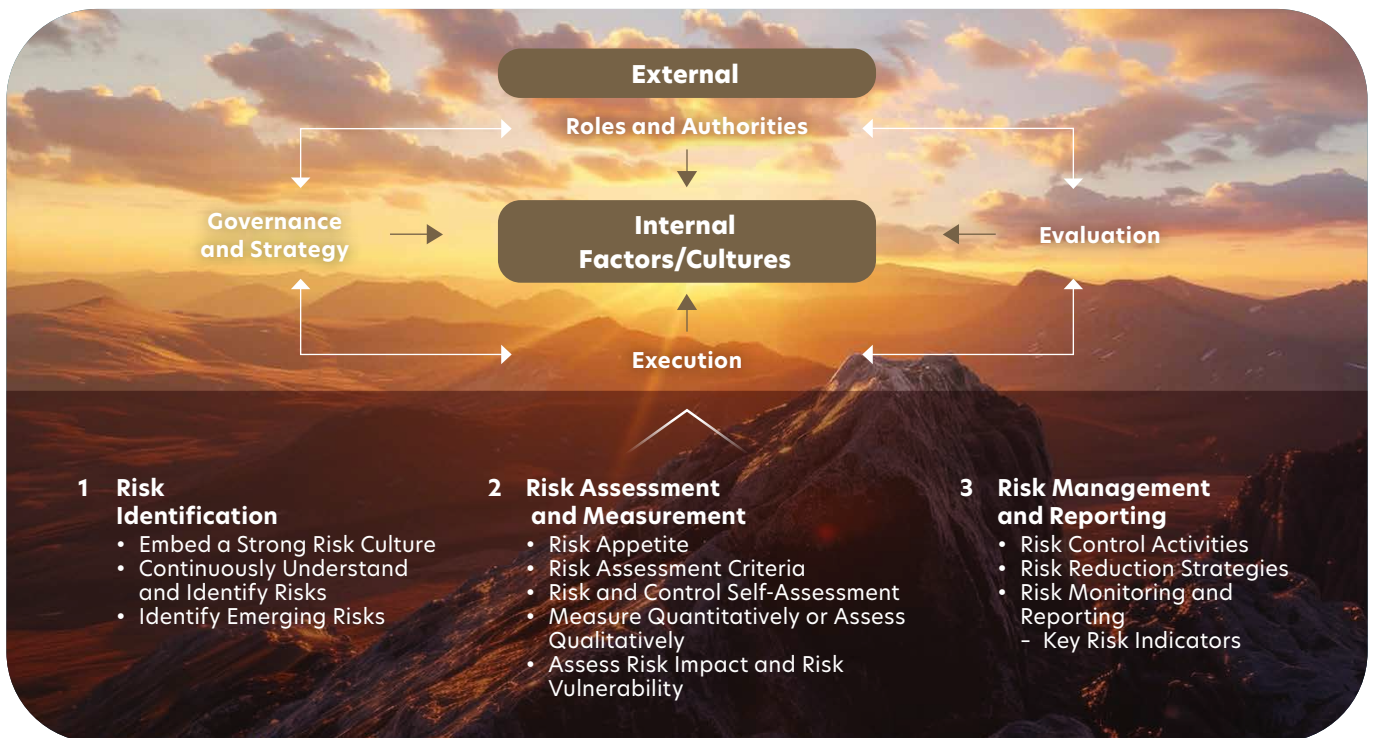 External
Roles and Authorities
Governance
and Strategy
Internal
Factors/Cultures
Evaluation
Execution
1 Risk
Identification
• Embed a Strong Risk Culture
• Continuously Understand
and Identify Risks
• Identify Emerging Risks
2 Risk Assessment
and Measurement
• Risk Appetite
• Risk Assessment Criteria
• Risk and Control Self-Assessment
• Measure Quantitatively or Assess
Qualitatively
• Assess Risk Impact and Risk
Vulnerability
3 Risk Management
and Reporting
• Risk Control Activities
• Risk Reduction Strategies
• Risk Monitoring and
Reporting
– Key Risk Indicators